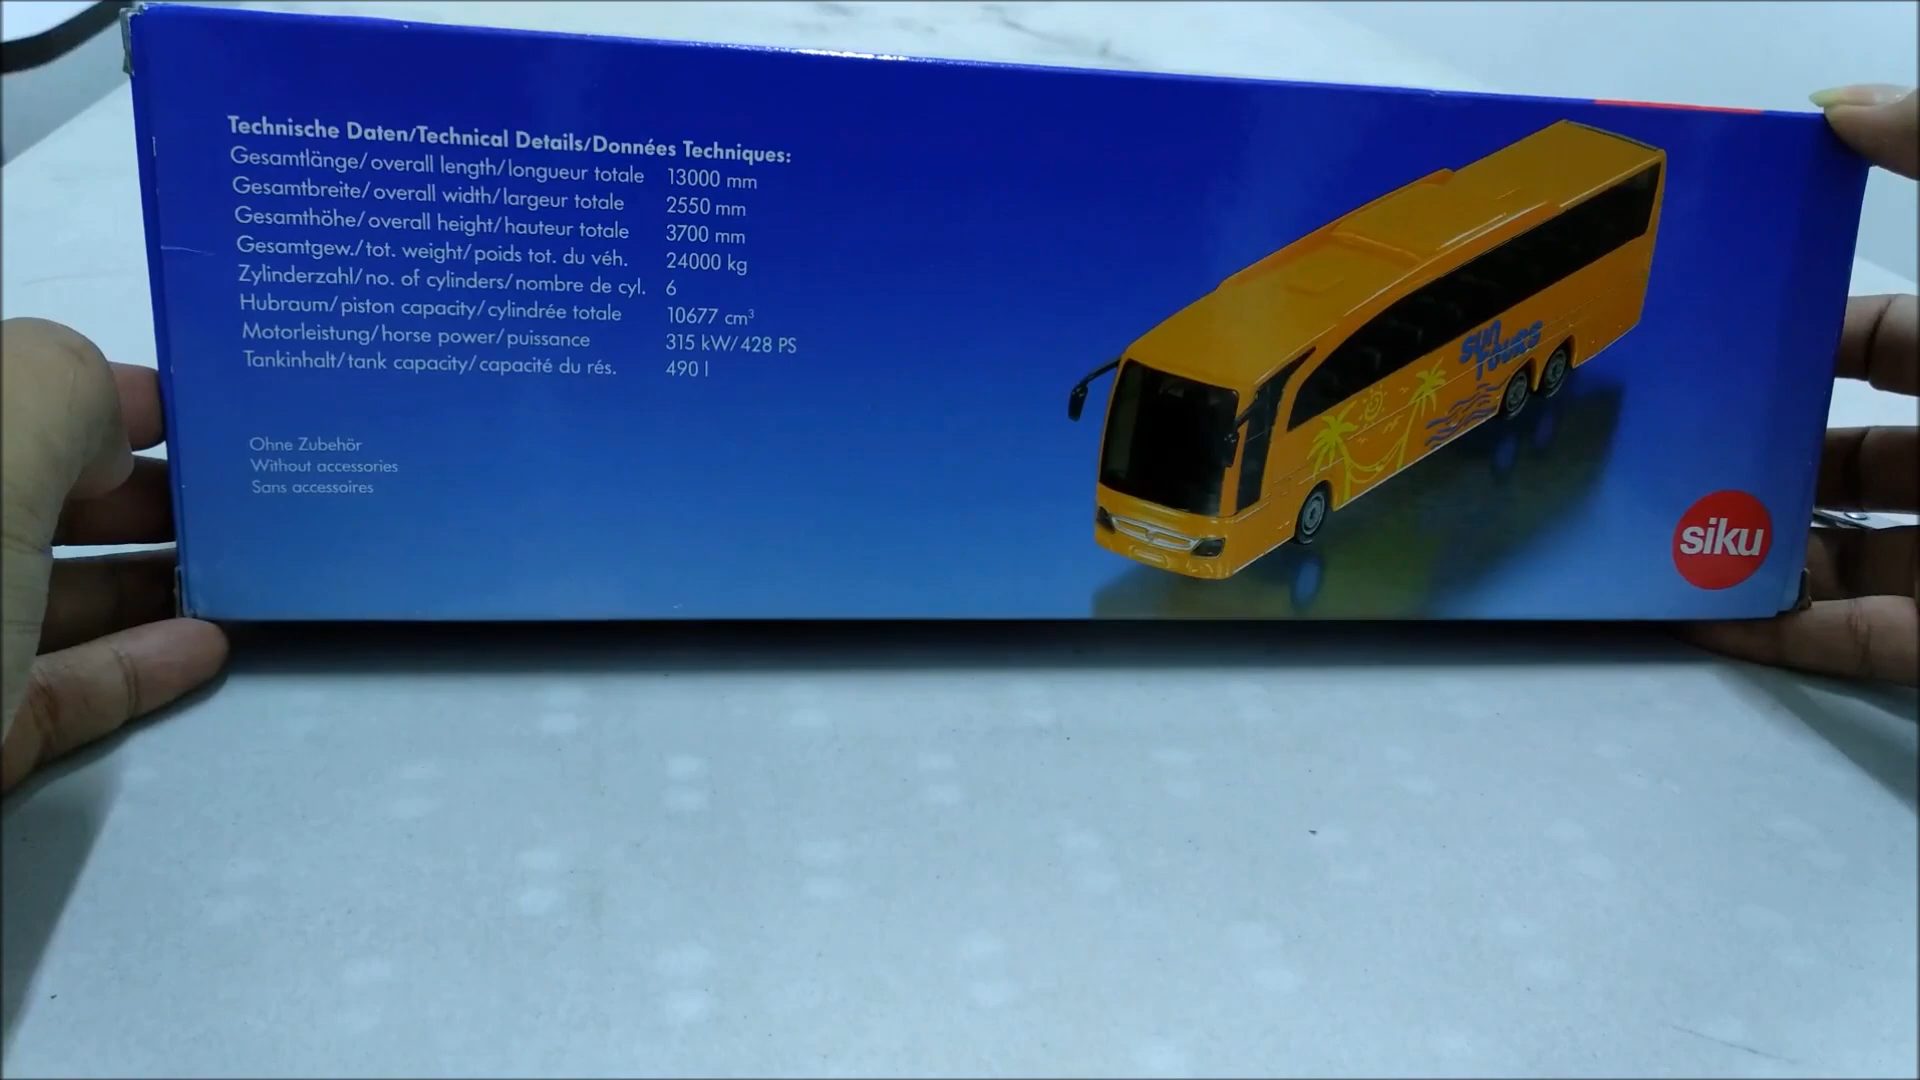 Technische Daten/Technical Details/Données Techniques:
Gesamtlänge/overall length/longueur totale 13000 mm
Gesamtbreite/overall width/largeur totale 2550 mm
Gesamthöhe/overall height/hauteur totale 3700 mm
Gesamtgew./tot. weight/poids tot. du véh. 24000 kg
Zylinderzahl/no. of cylinders/nombre de cyl. 6
Hubraum/piston capacity/cylindrée totale 10677 cm³
Motorleistung/horse power/puissance 315 kW/428 PS
Tankinhalt/tank capacity/capacité du rés. 490 l
Ohne Zubehör
Without accessories
Sans accessoires
SUN
TOURS
siku